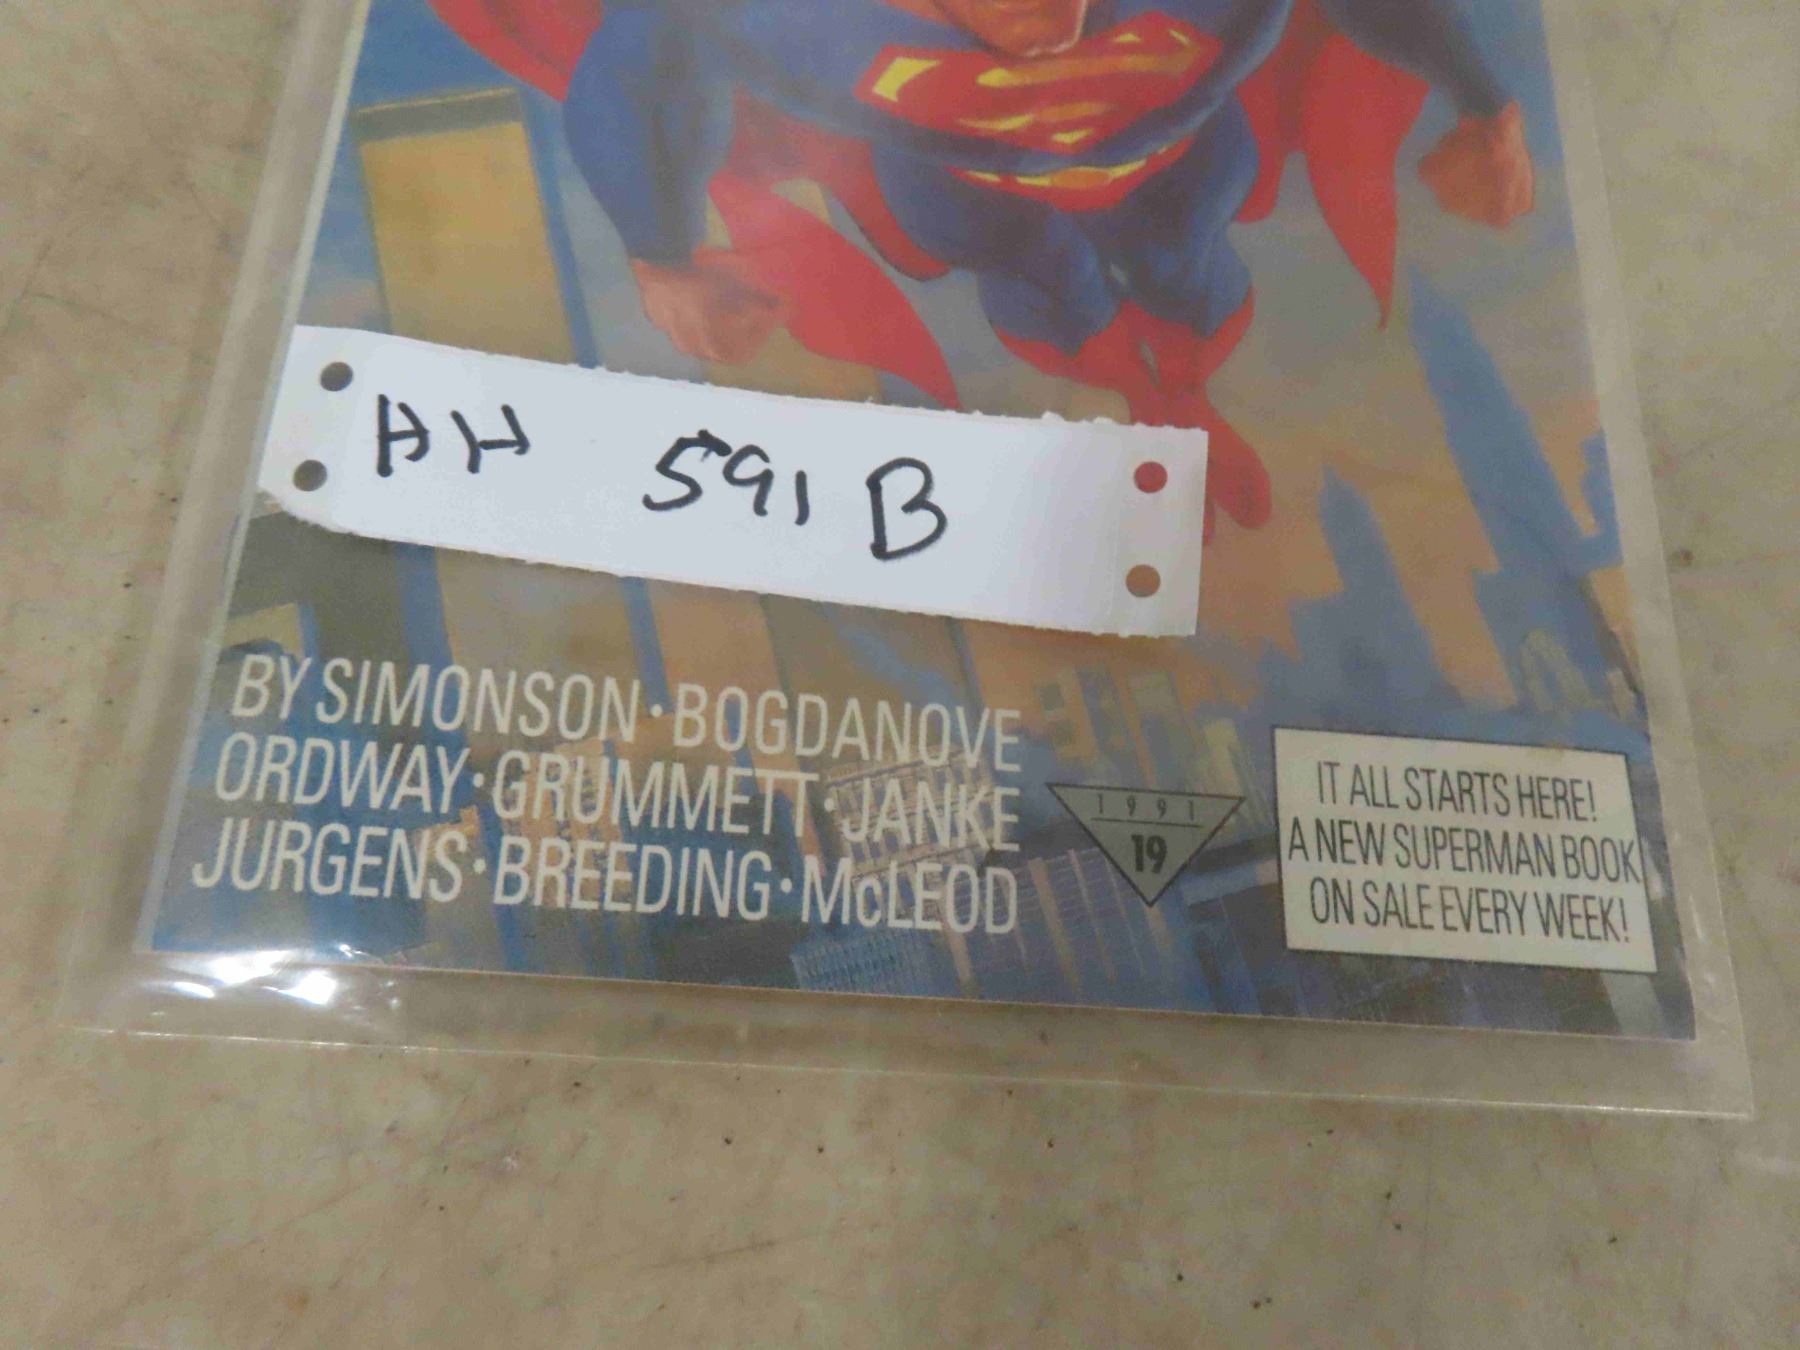 AH 591 B
BY SIMONSON · BOGDANOVE
ORDWAY · GRUMMETT · JANKE
JURGENS · BREEDING · McLEOD
1991
19
IT ALL STARTS HERE!
A NEW SUPERMAN BOOK
ON SALE EVERY WEEK!